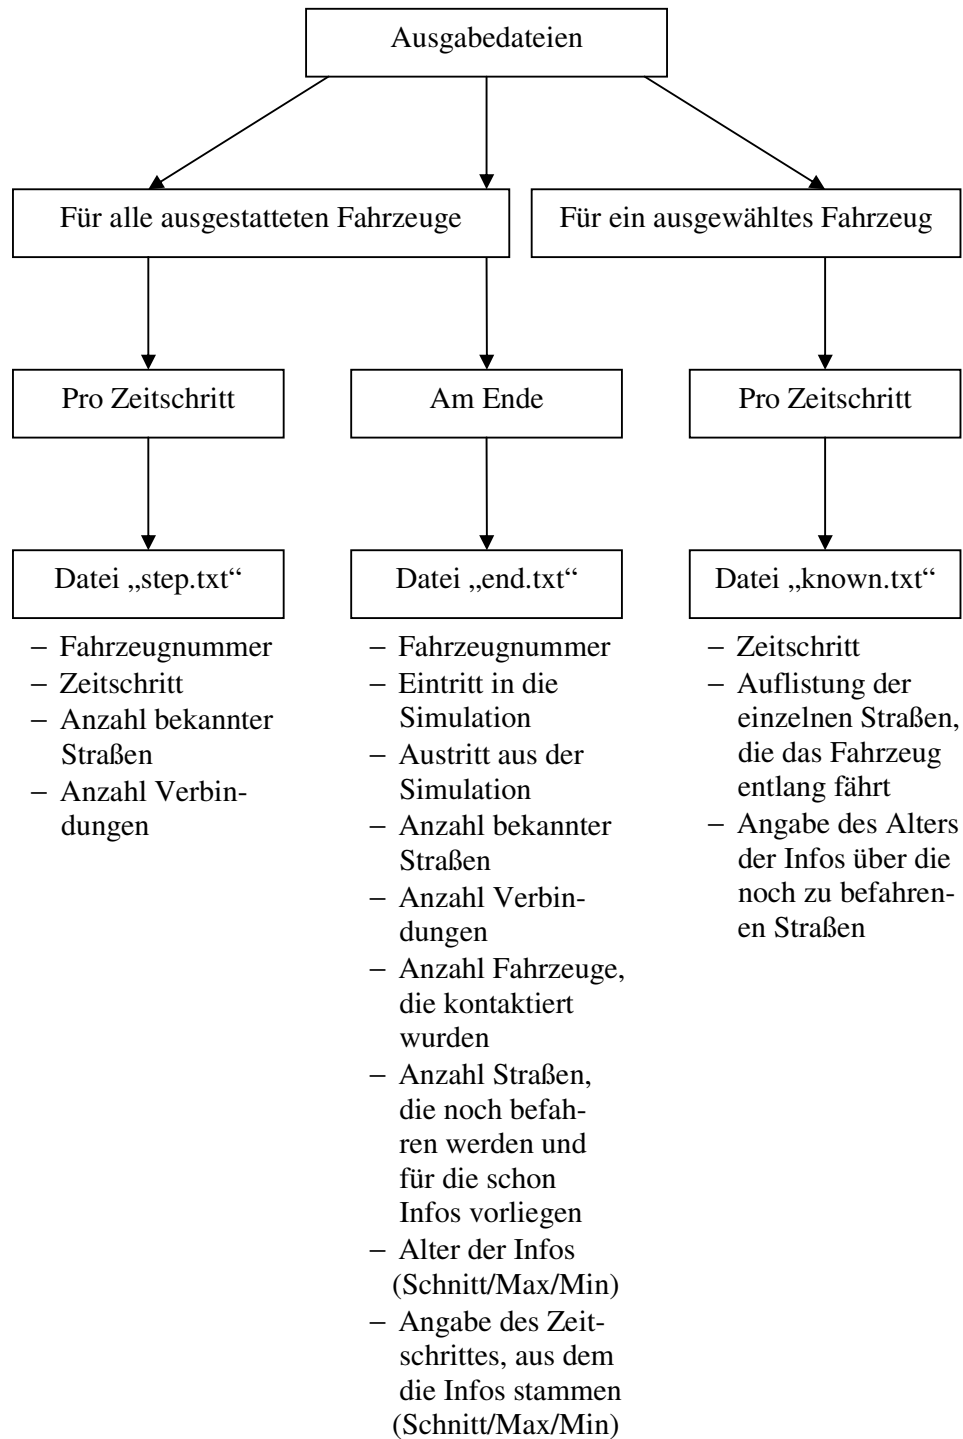 Ausgabedateien
Für alle ausgestatteten Fahrzeuge
Für ein ausgewähltes Fahrzeug
Pro Zeitschritt
Am Ende
Pro Zeitschritt
Datei „step.txt“
Datei „end.txt“
Datei „known.txt“
– Fahrzeugnummer
– Zeitschritt
– Anzahl bekannter
Straßen
– Anzahl Verbin-
dungen
– Fahrzeugnummer
– Eintritt in die
Simulation
– Austritt aus der
Simulation
– Anzahl bekannter
Straßen
– Anzahl Verbin-
dungen
– Anzahl Fahrzeuge,
die kontaktiert
wurden
– Anzahl Straßen,
die noch befah-
ren werden und
für die schon
Infos vorliegen
– Alter der Infos
(Schnitt/Max/Min)
– Angabe des Zeit-
schrittes, aus dem
die Infos stammen
(Schnitt/Max/Min)
– Zeitschritt
– Auflistung der
einzelnen Straßen,
die das Fahrzeug
entlang fährt
– Angabe des Alters
der Infos über die
noch zu befahren-
en Straßen